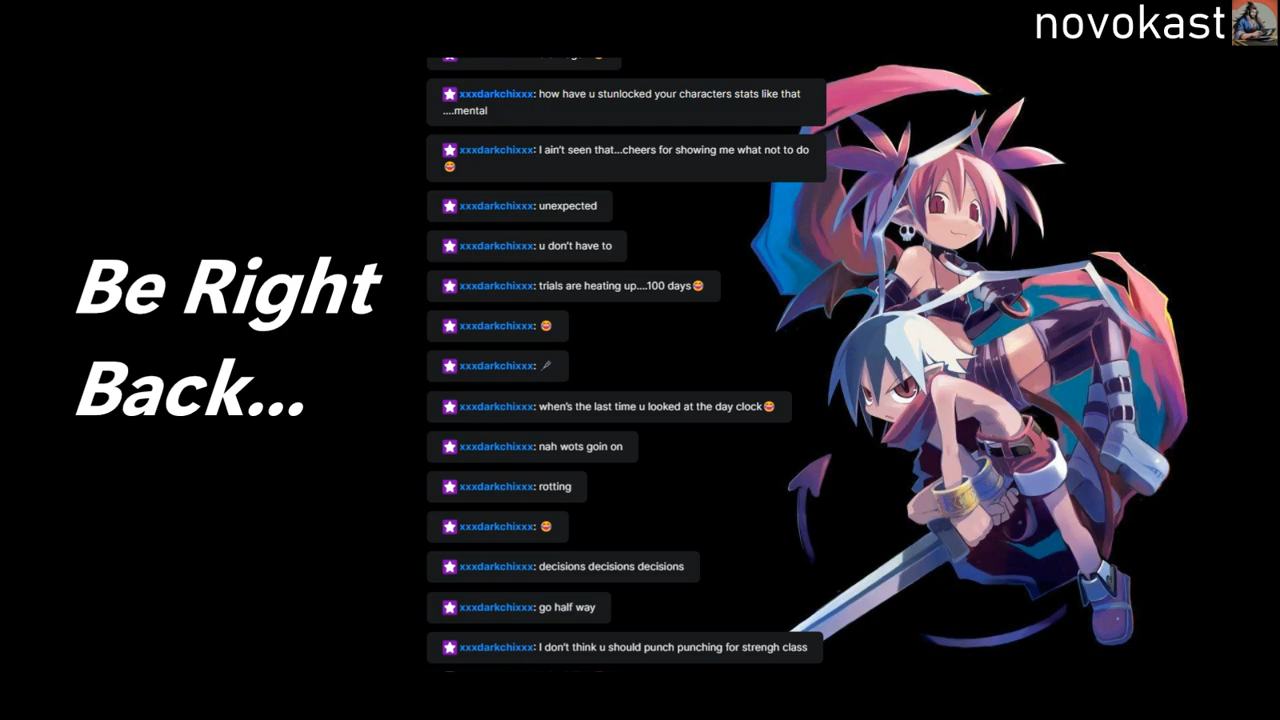 novokast
Be Right
Back...
xxxdarkchixxx: how have u stunlocked your characters stats like that
....mental
xxxdarkchixxx: I ain't seen that...cheers for showing me what not to do
😄
xxxdarkchixxx: unexpected
xxxdarkchixxx: u don't have to
xxxdarkchixxx: trials are heating up....100 days😄
xxxdarkchixxx: 😄
xxxdarkchixxx:
xxxdarkchixxx: when's the last time u looked at the day clock😄
xxxdarkchixxx: nah wots goin on
xxxdarkchixxx: rotting
xxxdarkchixxx: 😄
xxxdarkchixxx: decisions decisions decisions
xxxdarkchixxx: go half way
xxxdarkchixxx: I don't think u should punch punching for strengh class